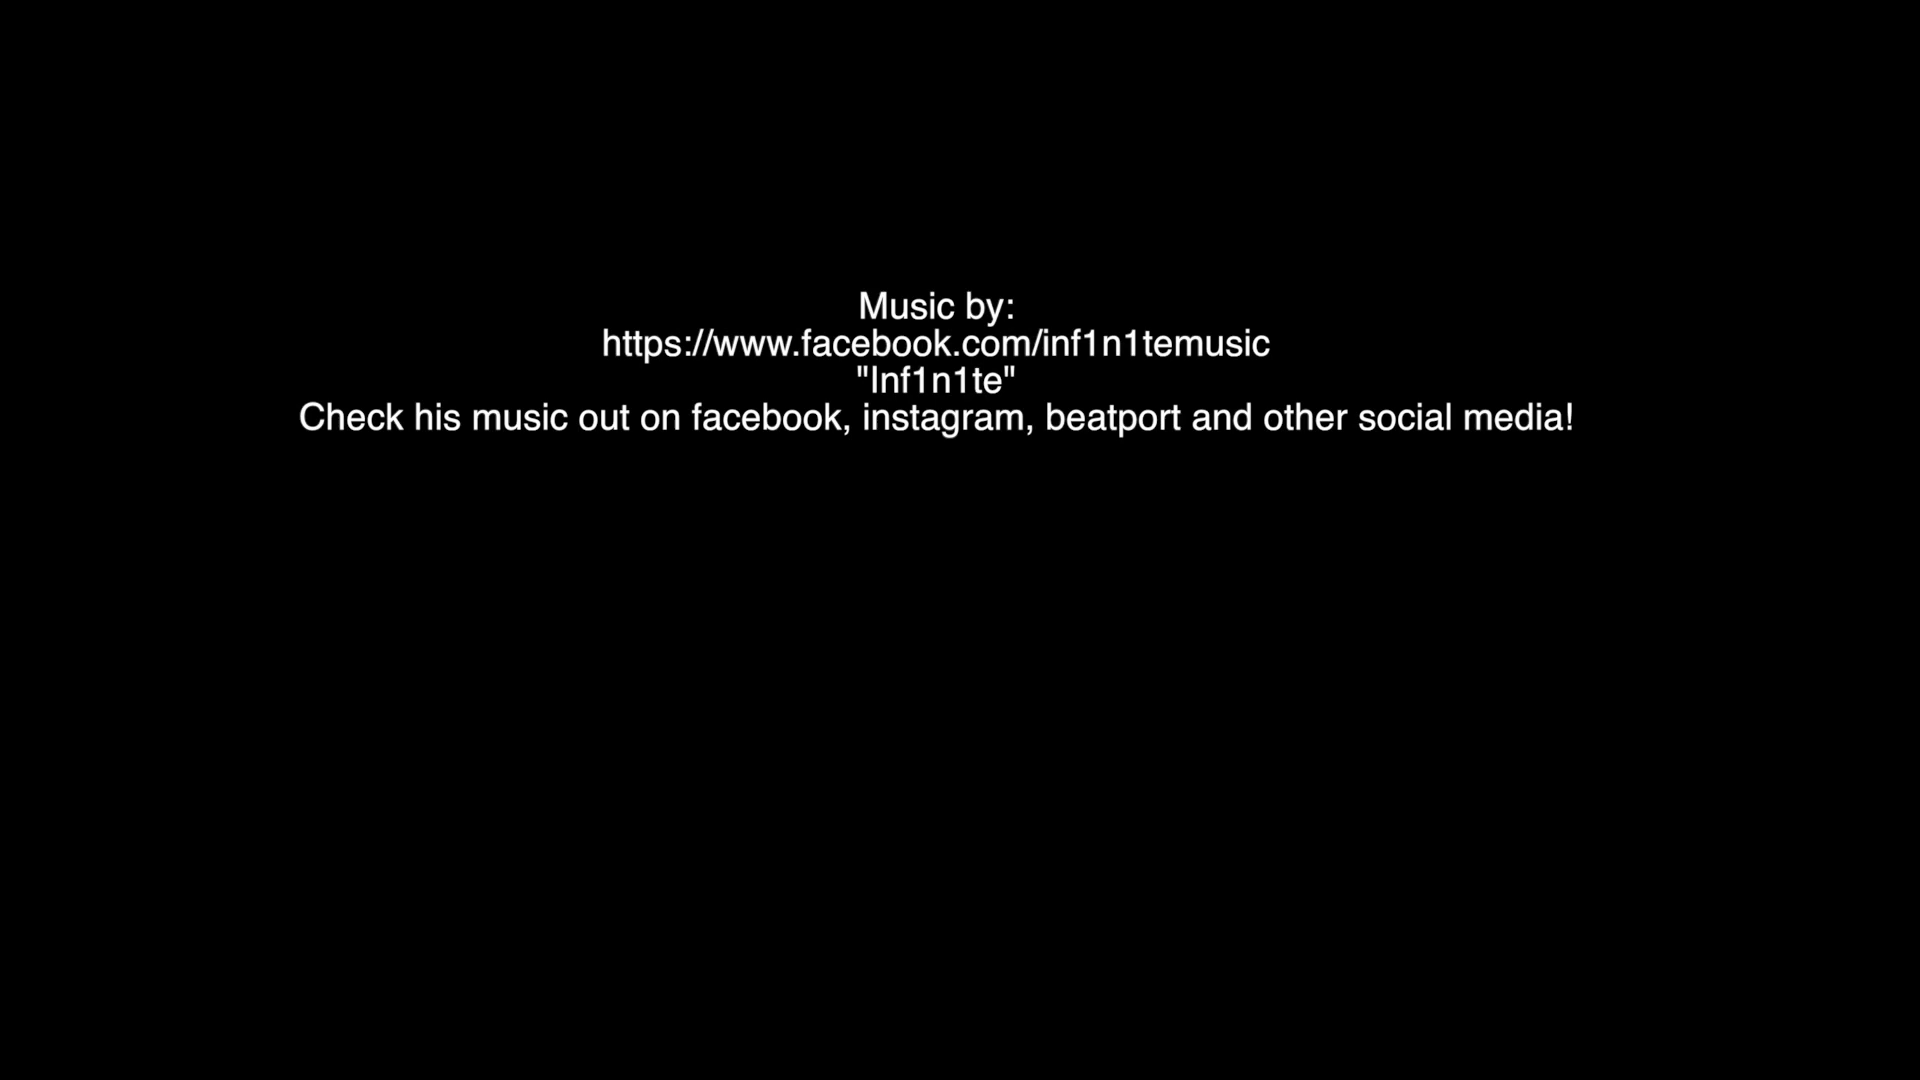 Music by:
https://www.facebook.com/inf1n1temusic
"Inf1n1te"
Check his music out on facebook, instagram, beatport and other social media!